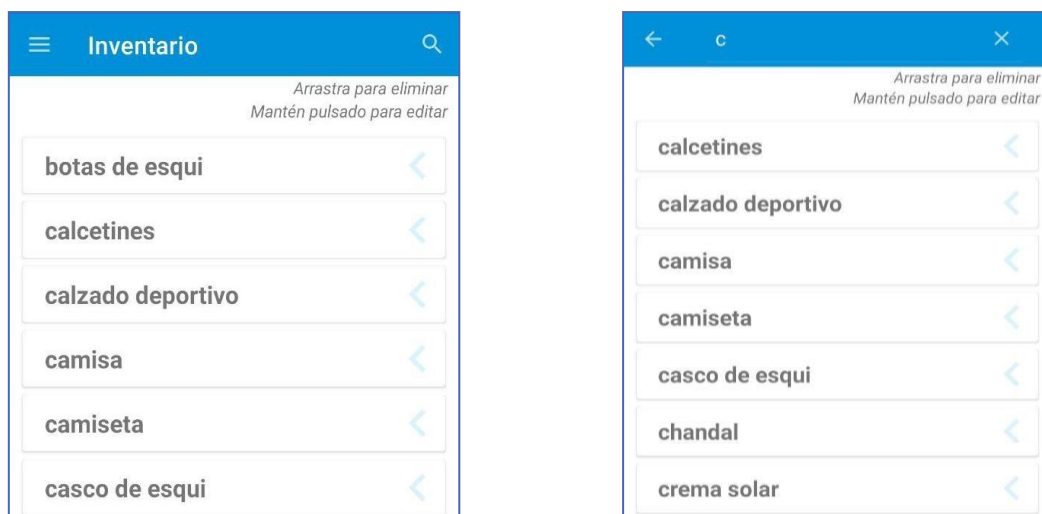 Inventario
Arrastra para eliminar
Mantén pulsado para editar
botas de esqui
calcetines
calzado deportivo
camisa
camiseta
casco de esqui
c
Arrastra para eliminar
Mantén pulsado para editar
calcetines
calzado deportivo
camisa
camiseta
casco de esqui
chandal
crema solar